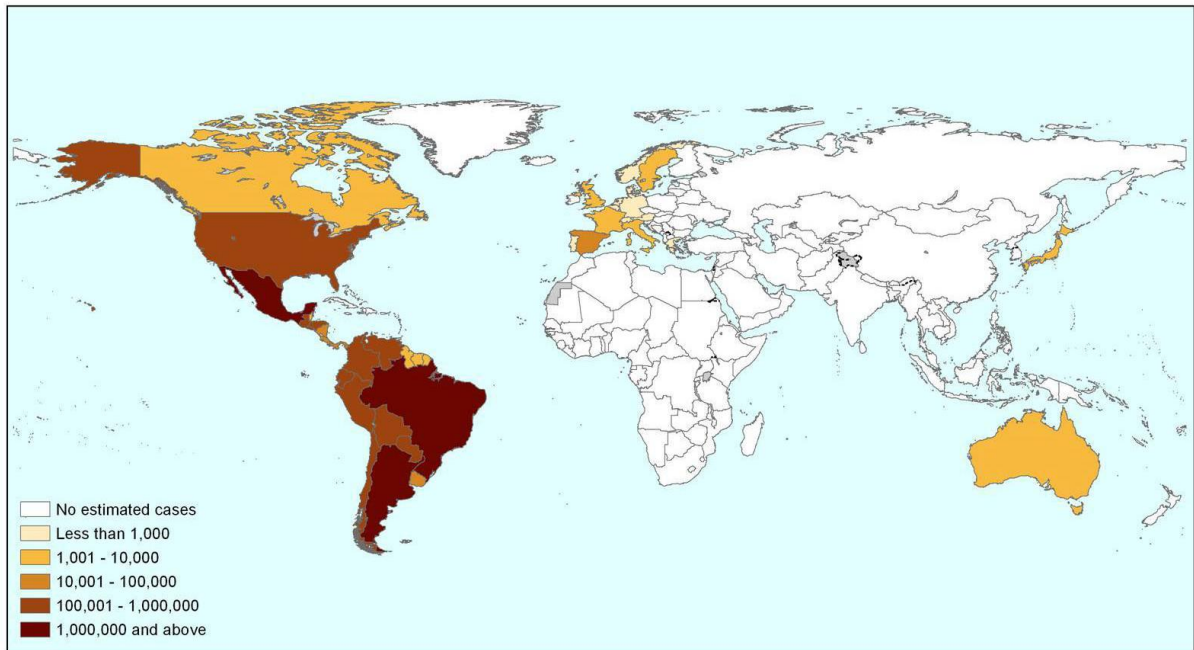 No estimated cases
Less than 1,000
1,001 - 10,000
10,001 - 100,000
100,001 - 1,000,000
1,000,000 and above